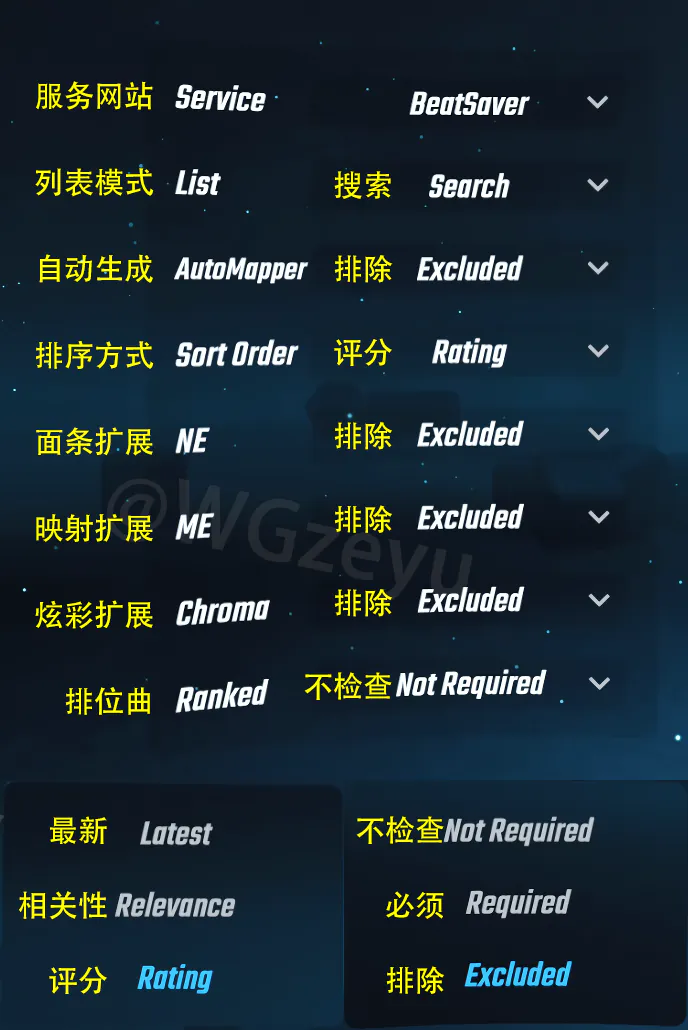 服务网站 Service BeatSaver
列表模式 List 搜索 Search
自动生成 AutoMapper 排除 Excluded
排序方式 Sort Order 评分 Rating
面条扩展 NE 排除 Excluded
映射扩展 ME 排除 Excluded
炫彩扩展 Chroma 排除 Excluded
排位曲 Ranked 不检查 Not Required
@WGzeyu
最新 Latest 不检查 Not Required
相关性 Relevance 必须 Required
评分 Rating 排除 Excluded